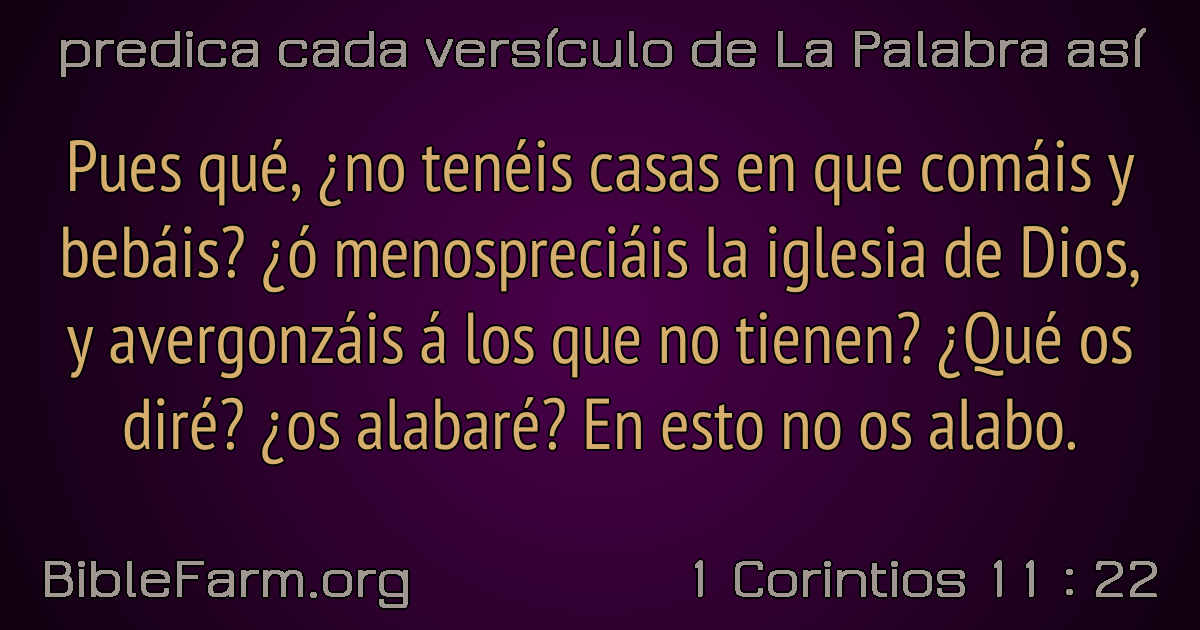 predica cada versículo de La Palabra así
Pues qué, ¿no tenéis casas en que comáis y
bebáis? ¿ó menospreciáis la iglesia de Dios,
y avergonzáis á los que no tienen? ¿Qué os
diré? ¿os alabaré? En esto no os alabo.
BibleFarm.org
1 Corintios 11 : 22